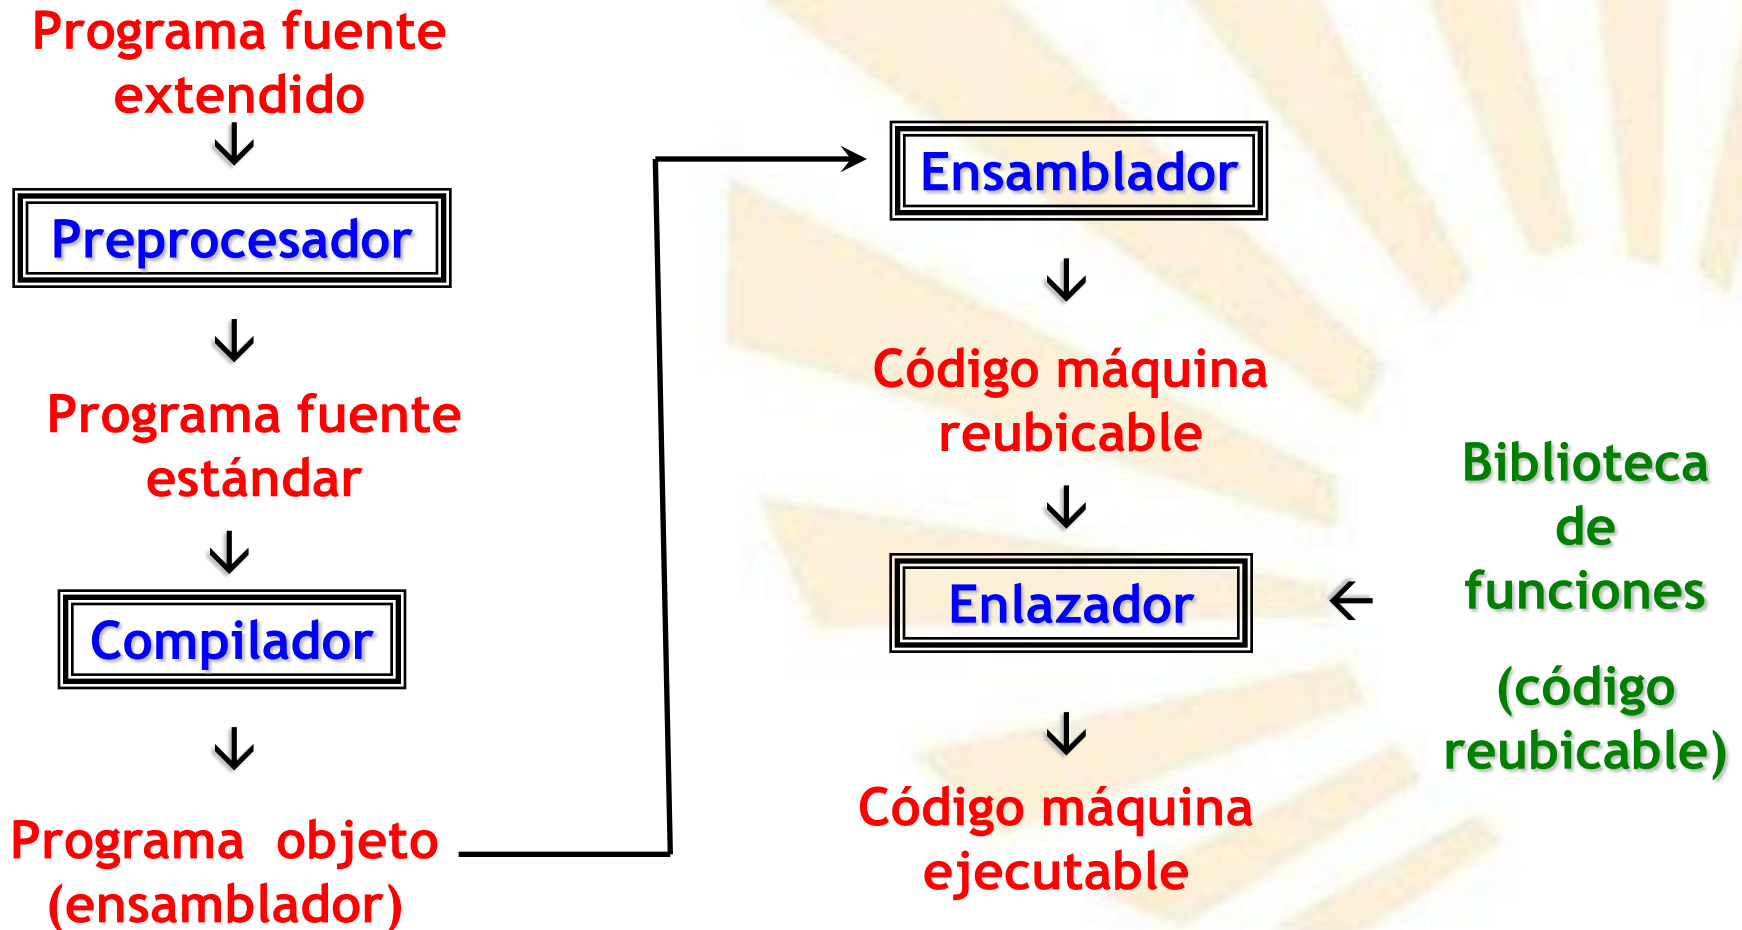 Programa fuente
extendido
Preprocesador
Programa fuente
estándar
Compilador
Programa objeto
(ensamblador)
Ensamblador
Código máquina
reubicable
Enlazador
Código máquina
ejecutable
Biblioteca
de
funciones
(código
reubicable)